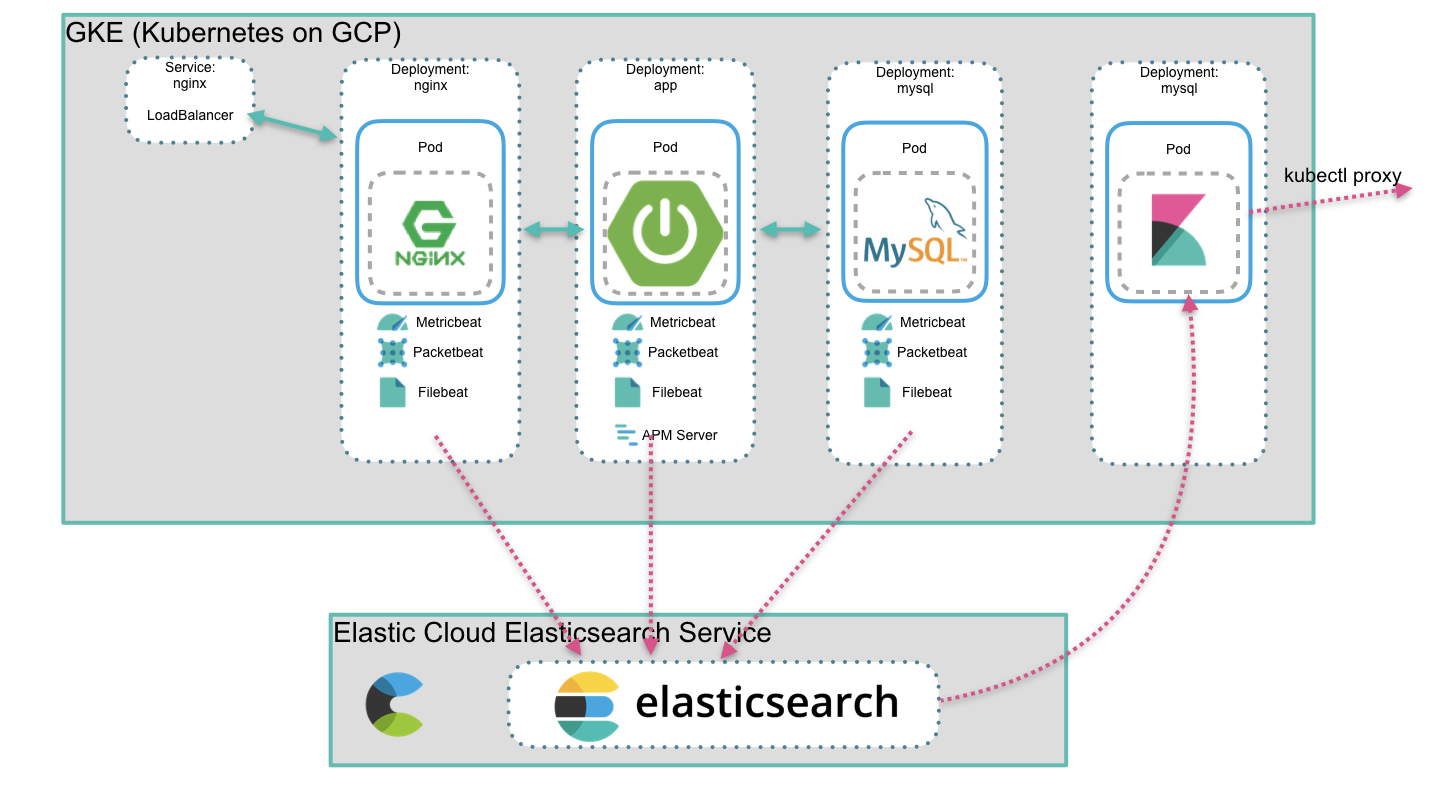 GKE (Kubernetes on GCP)
Service:
nginx
LoadBalancer
Deployment:
nginx
Pod
NGINX
Metricbeat
Packetbeat
Filebeat
Deployment:
app
Pod
Metricbeat
Packetbeat
Filebeat
APM Server
Deployment:
mysql
Pod
MySQL™
Metricbeat
Packetbeat
Filebeat
Deployment:
mysql
Pod
kubectl proxy
Elastic Cloud Elasticsearch Service
elasticsearch